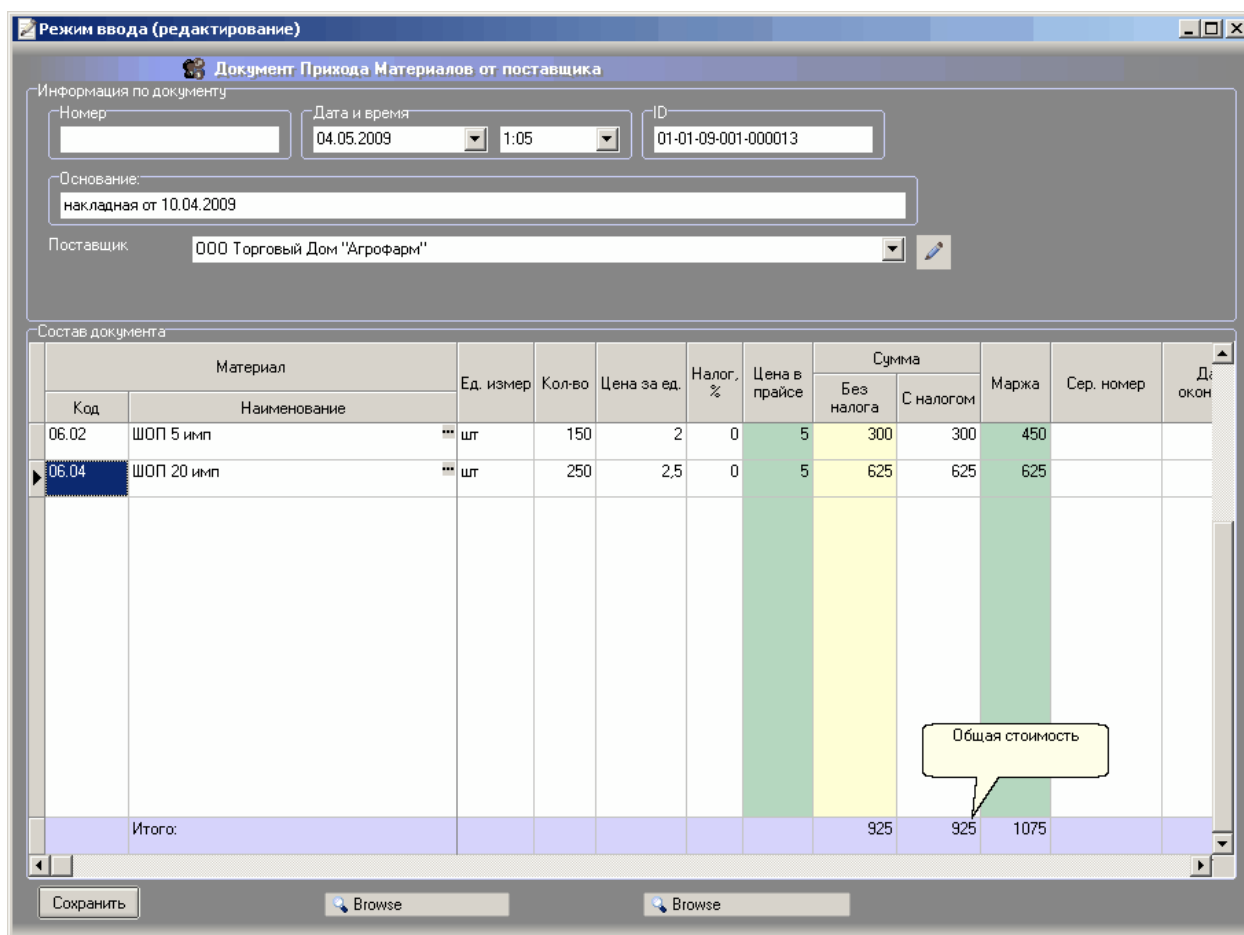 Режим ввода (редактирование)
Документ Прихода Материалов от поставщика
Информация по документу
Номер Дата и время ID
04.05.2009 1:05 01-01-09-001-000013
Основание:
накладная от 10.04.2009
Поставщик ООО Торговый Дом "Агрофарм"
Состав документа
Материал Ед. измер Кол-во Цена за ед. Налог, % Цена в прайсе Сумма Маржа Сер. номер
Код Наименование Без налога С налогом
06.02 ШОП 5 имп ... шт 150 2 0 5 300 300 450
06.04 ШОП 20 имп ... шт 250 2,5 0 5 625 625 625
Общая стоимость
Итого: 925 925 1075
Сохранить Browse Browse